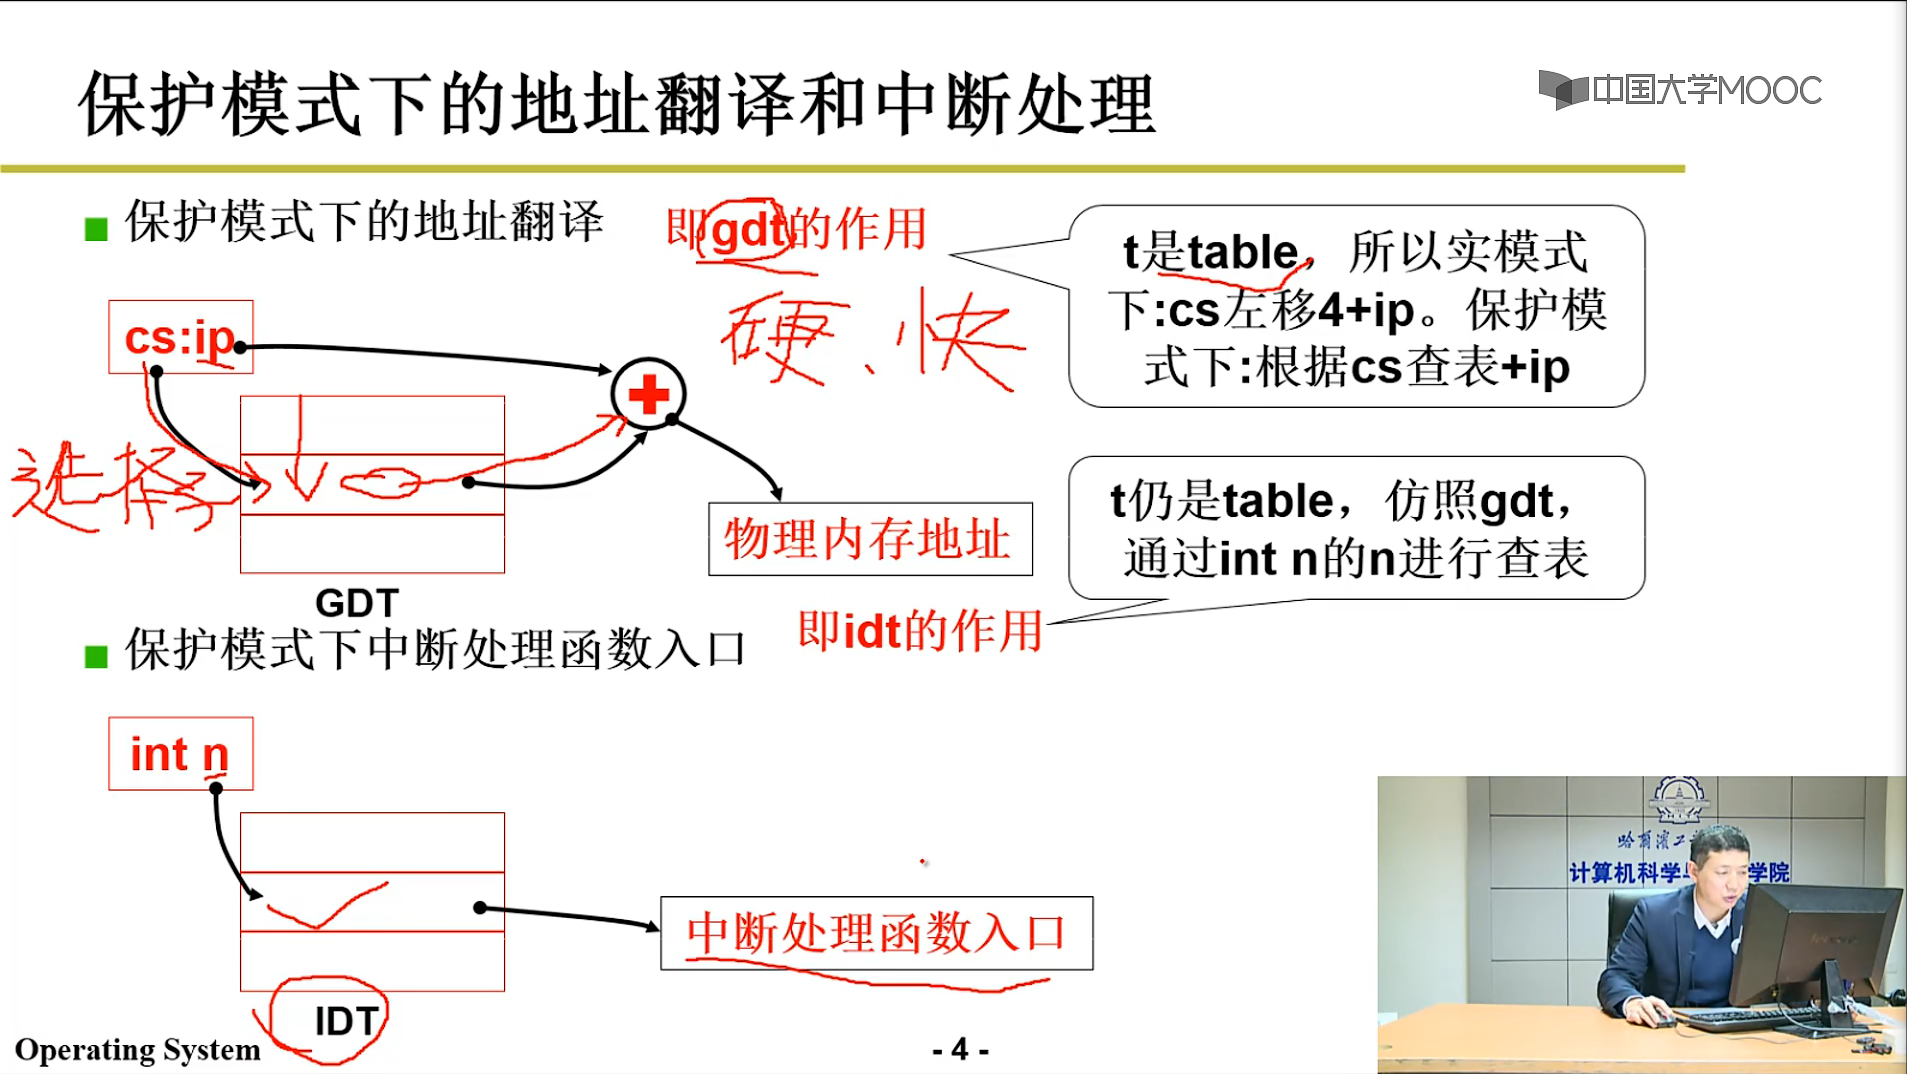 保护模式下的地址翻译和中断处理
中国大学MOOC
保护模式下的地址翻译
即gdt的作用
t是table，所以实模式
下:cs左移4+ip。保护模
式下:根据cs查表+ip
硬、快
cs:ip
选择子
物理内存地址
GDT
t仍是table，仿照gdt，
通过int n的n进行查表
保护模式下中断处理函数入口
即idt的作用
int n
中断处理函数入口
IDT
哈尔滨工
计算机科学与
学院
Operating System
- 4 -